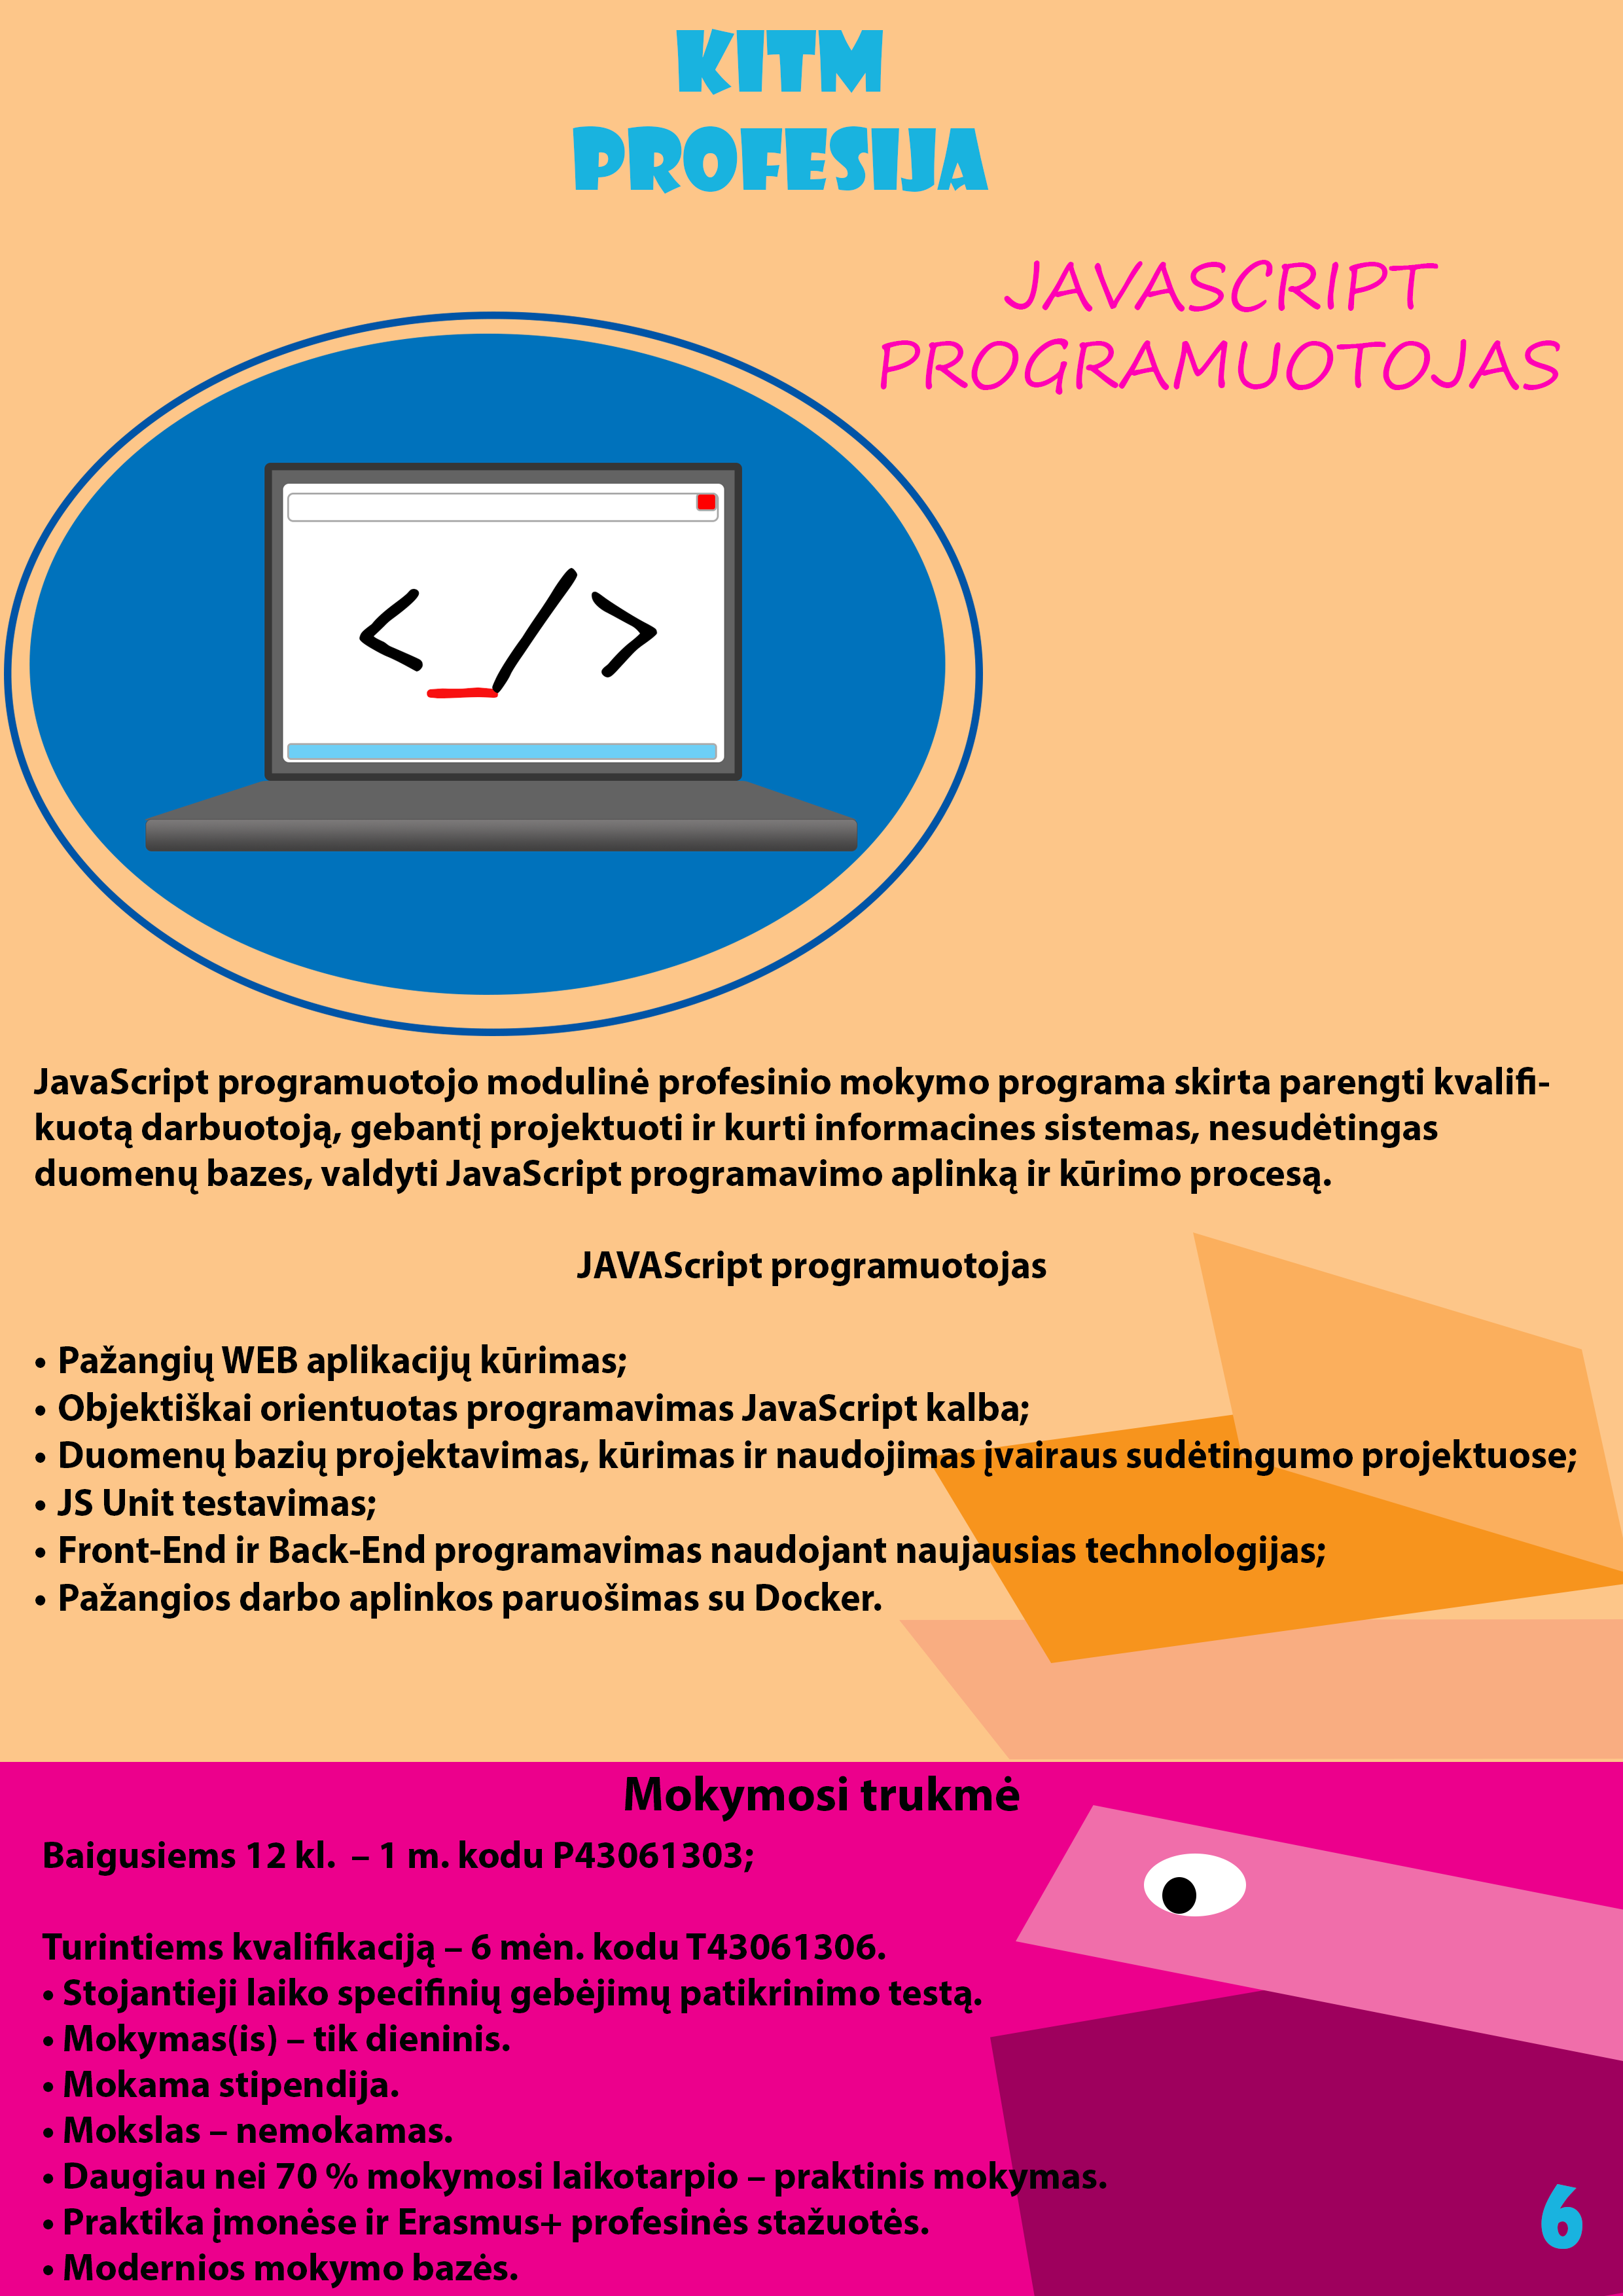 KITM
PROFESIJA
JAVASCRIPT
PROGRAMUOTOJAS
< _/>
JavaScript programuotojo modulinė profesinio mokymo programa skirta parengti kvalifi-
kuotą darbuotoją, gebantį projektuoti ir kurti informacines sistemas, nesudėtingas
duomenų bazes, valdyti JavaScript programavimo aplinką ir kūrimo procesą.
JAVAScript programuotojas
• Pažangių WEB aplikacijų kūrimas;
• Objektiškai orientuotas programavimas JavaScript kalba;
• Duomenų bazių projektavimas, kūrimas ir naudojimas įvairaus sudėtingumo projektuose;
• JS Unit testavimas;
• Front-End ir Back-End programavimas naudojant naujausias technologijas;
• Pažangios darbo aplinkos paruošimas su Docker.
Mokymosi trukmė
Baigusiems 12 kl. – 1 m. kodu P43061303;
Turintiems kvalifikaciją – 6 mėn. kodu T43061306.
• Stojantieji laiko specifinių gebėjimų patikrinimo testą.
• Mokymas(is) – tik dieninis.
• Mokama stipendija.
• Mokslas – nemokamas.
• Daugiau nei 70 % mokymosi laikotarpio – praktinis mokymas.
• Praktika įmonėse ir Erasmus+ profesinės stažuotės.
• Modernios mokymo bazės.
6